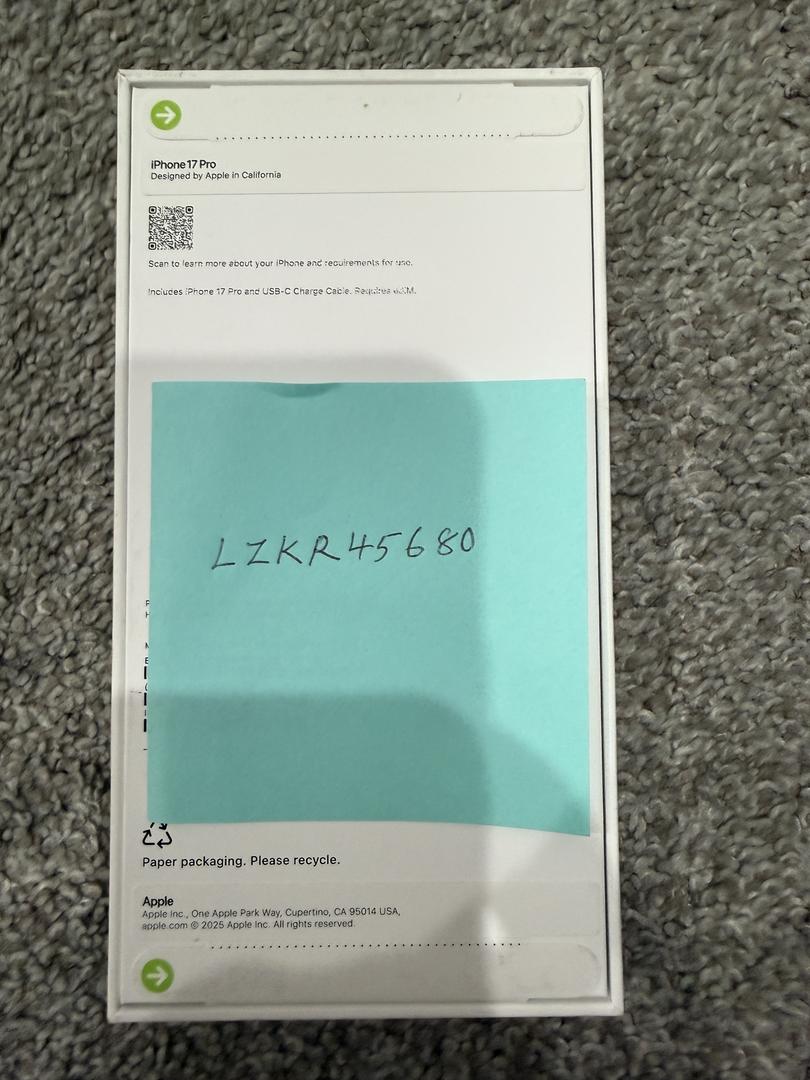 iPhone 17 Pro
Designed by Apple in California
Scan to learn more about your iPhone and requirements for use.
Includes iPhone 17 Pro and USB-C Charge Cable. Requires eSIM.
LZKR45680
Paper packaging. Please recycle.
Apple
Apple Inc., One Apple Park Way, Cupertino, CA 95014 USA,
apple.com © 2025 Apple Inc. All rights reserved.